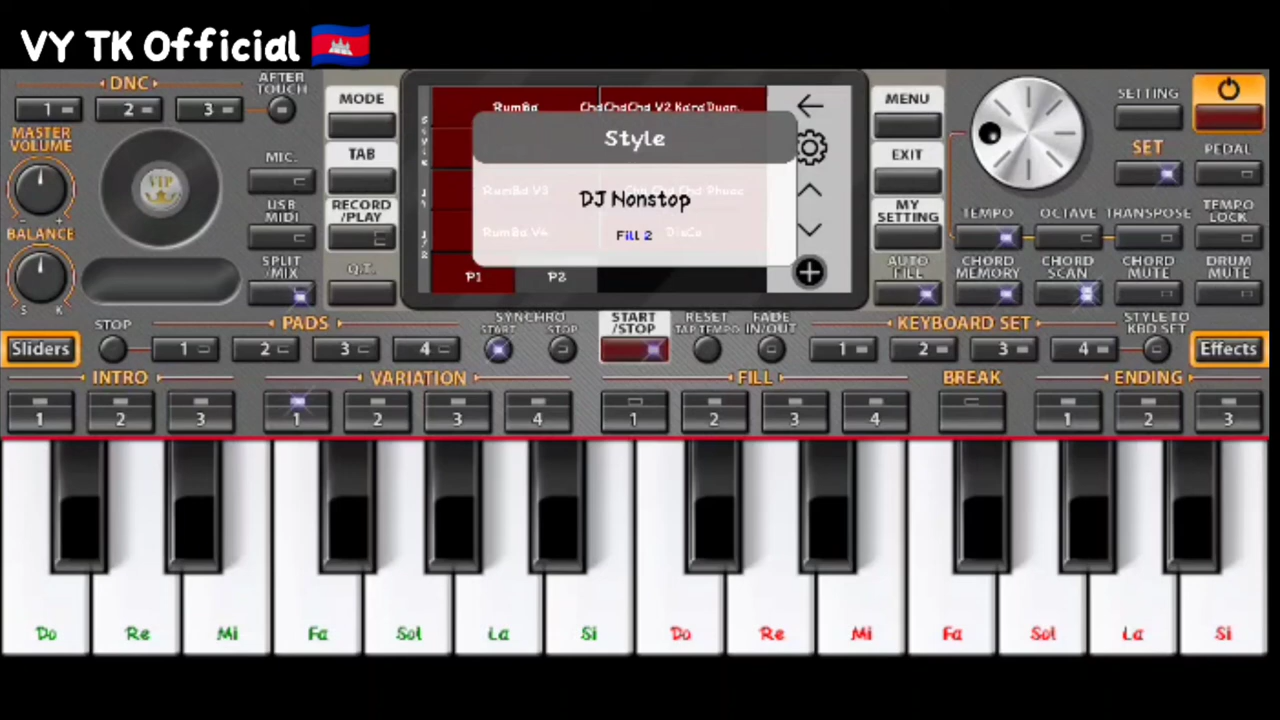 VY TK Official 🇰🇭
DNC
AFTER TOUCH
1 2 3
MASTER VOLUME
VIP
BALANCE
S K
MIC.
USB MIDI
SPLIT /MIX
MODE
TAB
RECORD /PLAY
Q.T.
RumBa
ChaChaCha V2
Style
RumBa V3
DJ Nonstop
RumBa V4
DisCo
Fill 2
P1 P2
MENU
EXIT
MY SETTING
AUTO FILL
SETTING
SET
PEDAL
TEMPO OCTAVE TRANSPOSE TEMPO LOCK
CHORD MEMORY CHORD SCAN CHORD MUTE DRUM MUTE
Sliders
STOP
PADS
1 2 3 4
SYNCHRO
START STOP
START /STOP
RESET TAP TEMPO
FADE IN/OUT
KEYBOARD SET
1 2 3 4
STYLE TO KBD SET
Effects
INTRO VARIATION FILL BREAK ENDING
1 2 3 1 2 3 4 1 2 3 4 1 2 3
Do Re Mi Fa Sol La Si Do Re Mi Fa Sol La Si